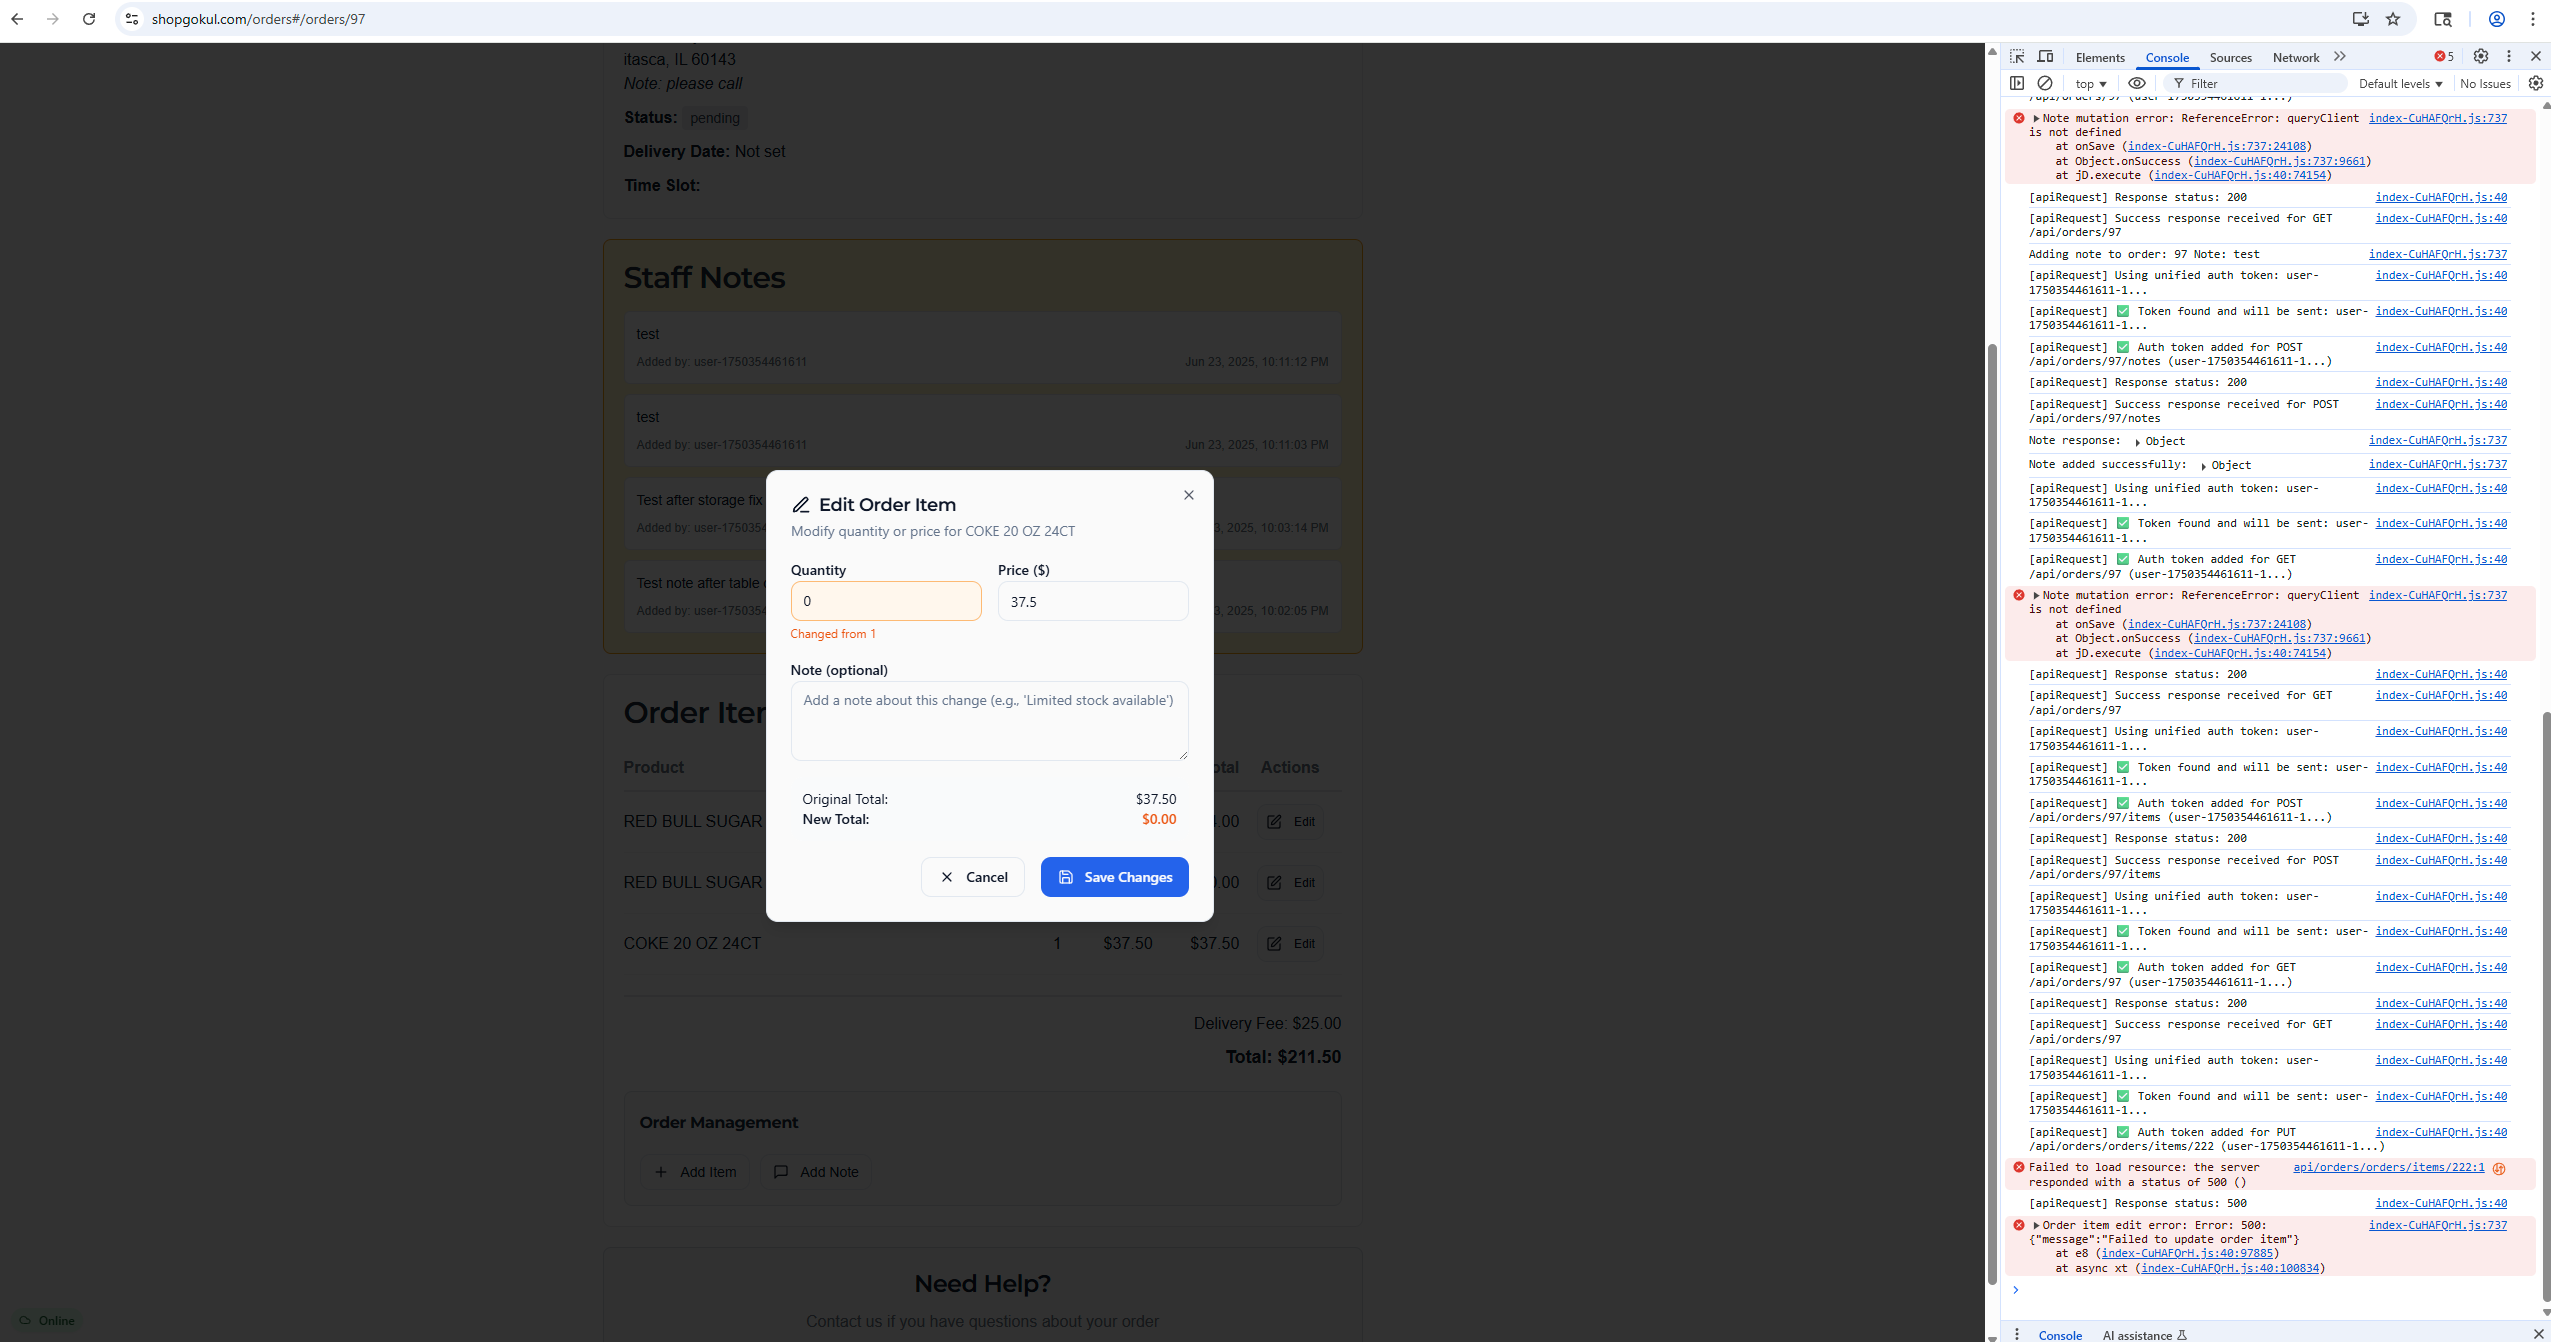 shopgokul.com/orders#/orders/97
itasca, IL 60143
Note: please call
Status: pending
Delivery Date: Not set
Time Slot:
Staff Notes
test
Added by: user-1750354461611 Jun 23, 2025, 10:11:12 PM
test
Added by: user-1750354461611 Jun 23, 2025, 10:11:03 PM
Test after storage fix
Added by: user-175035 3, 2025, 10:03:14 PM
Test note after table
Added by: user-175035 3, 2025, 10:02:05 PM
Edit Order Item
Modify quantity or price for COKE 20 OZ 24CT
Quantity Price ($)
0 37.5
Changed from 1
Note (optional)
Add a note about this change (e.g., 'Limited stock available')
Original Total: $37.50
New Total: $0.00
Cancel Save Changes
Order Iter
Product otal Actions
RED BULL SUGAR .00 Edit
RED BULL SUGAR .00 Edit
COKE 20 OZ 24CT 1 $37.50 $37.50 Edit
Delivery Fee: $25.00
Total: $211.50
Order Management
Add Item Add Note
Need Help?
Contact us if you have questions about your order
Online
Elements Console Sources Network 5
top Filter Default levels No Issues
Note mutation error: ReferenceError: queryClient index-CuHAFQrH.js:737
is not defined
at onSave (index-CuHAFQrH.js:737:24108)
at Object.onSuccess (index-CuHAFQrH.js:737:9661)
at jD.execute (index-CuHAFQrH.js:40:74154)
[apiRequest] Response status: 200 index-CuHAFQrH.js:40
[apiRequest] Success response received for GET index-CuHAFQrH.js:40
/api/orders/97
Adding note to order: 97 Note: test index-CuHAFQrH.js:737
[apiRequest] Using unified auth token: user- index-CuHAFQrH.js:40
1750354461611-1...
[apiRequest] ✅ Token found and will be sent: user- index-CuHAFQrH.js:40
1750354461611-1...
[apiRequest] ✅ Auth token added for POST index-CuHAFQrH.js:40
/api/orders/97/notes (user-1750354461611-1...)
[apiRequest] Response status: 200 index-CuHAFQrH.js:40
[apiRequest] Success response received for POST index-CuHAFQrH.js:40
/api/orders/97/notes
Note response: Object index-CuHAFQrH.js:737
Note added successfully: Object index-CuHAFQrH.js:737
[apiRequest] Using unified auth token: user- index-CuHAFQrH.js:40
1750354461611-1...
[apiRequest] ✅ Token found and will be sent: user- index-CuHAFQrH.js:40
1750354461611-1...
[apiRequest] ✅ Auth token added for GET index-CuHAFQrH.js:40
/api/orders/97 (user-1750354461611-1...)
Note mutation error: ReferenceError: queryClient index-CuHAFQrH.js:737
is not defined
at onSave (index-CuHAFQrH.js:737:24108)
at Object.onSuccess (index-CuHAFQrH.js:737:9661)
at jD.execute (index-CuHAFQrH.js:40:74154)
[apiRequest] Response status: 200 index-CuHAFQrH.js:40
[apiRequest] Success response received for GET index-CuHAFQrH.js:40
/api/orders/97
[apiRequest] Using unified auth token: user- index-CuHAFQrH.js:40
1750354461611-1...
[apiRequest] ✅ Token found and will be sent: user- index-CuHAFQrH.js:40
1750354461611-1...
[apiRequest] ✅ Auth token added for POST index-CuHAFQrH.js:40
/api/orders/97/items (user-1750354461611-1...)
[apiRequest] Response status: 200 index-CuHAFQrH.js:40
[apiRequest] Success response received for POST index-CuHAFQrH.js:40
/api/orders/97/items
[apiRequest] Using unified auth token: user- index-CuHAFQrH.js:40
1750354461611-1...
[apiRequest] ✅ Token found and will be sent: user- index-CuHAFQrH.js:40
1750354461611-1...
[apiRequest] ✅ Auth token added for GET index-CuHAFQrH.js:40
/api/orders/97 (user-1750354461611-1...)
[apiRequest] Response status: 200 index-CuHAFQrH.js:40
[apiRequest] Success response received for GET index-CuHAFQrH.js:40
/api/orders/97
[apiRequest] Using unified auth token: user- index-CuHAFQrH.js:40
1750354461611-1...
[apiRequest] ✅ Token found and will be sent: user- index-CuHAFQrH.js:40
1750354461611-1...
[apiRequest] ✅ Auth token added for PUT index-CuHAFQrH.js:40
/api/orders/orders/items/222 (user-1750354461611-1...)
Failed to load resource: the server api/orders/orders/items/222:1
responded with a status of 500 ()
[apiRequest] Response status: 500 index-CuHAFQrH.js:40
Order item edit error: Error: 500: index-CuHAFQrH.js:737
{"message":"Failed to update order item"}
at e8 (index-CuHAFQrH.js:40:97885)
at async xt (index-CuHAFQrH.js:40:100834)
Console AI assistance